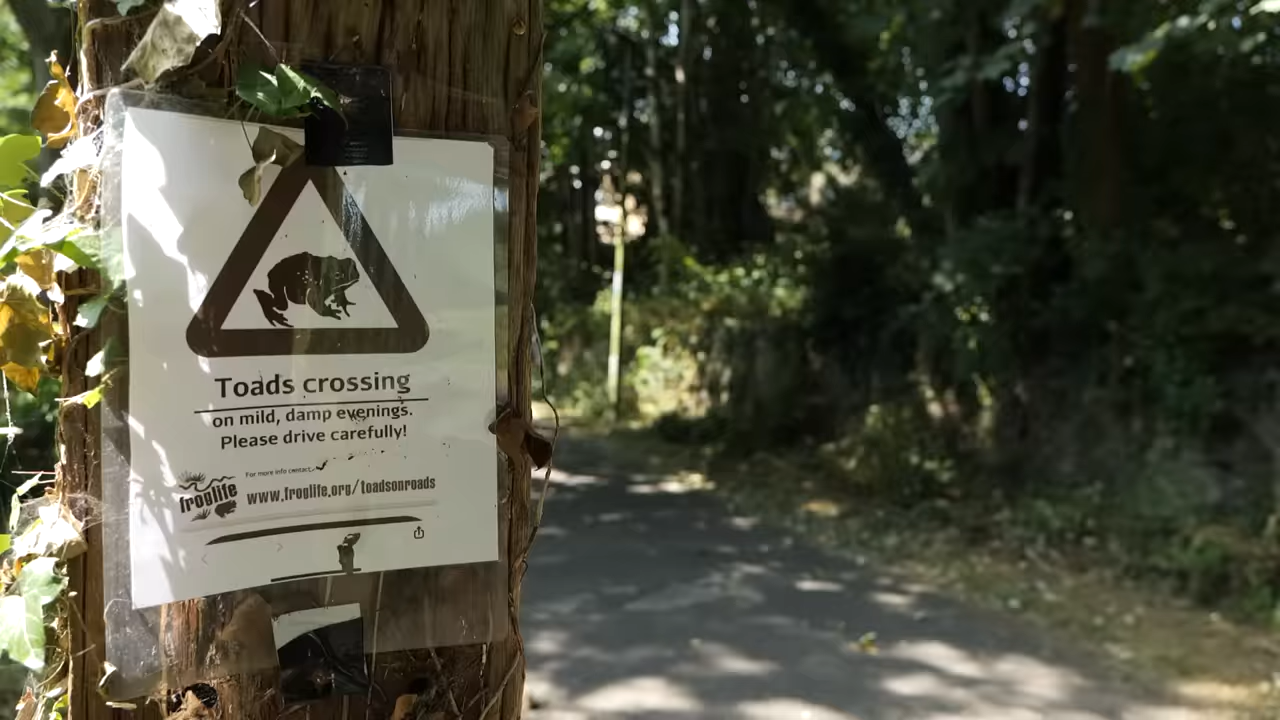 Toads crossing
on mild, damp evenings.
Please drive carefully!
For more info contact
froglife
www.froglife.org/toadsonroads